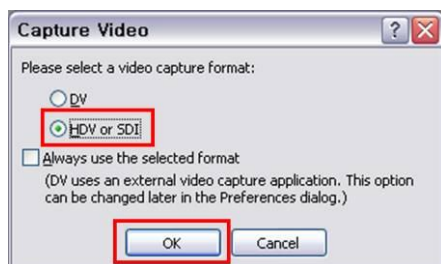 Capture Video
Please select a video capture format:
DV
HDV or SDI
Always use the selected format
(DV uses an external video capture application. This option
can be changed later in the Preferences dialog.)
OK Cancel